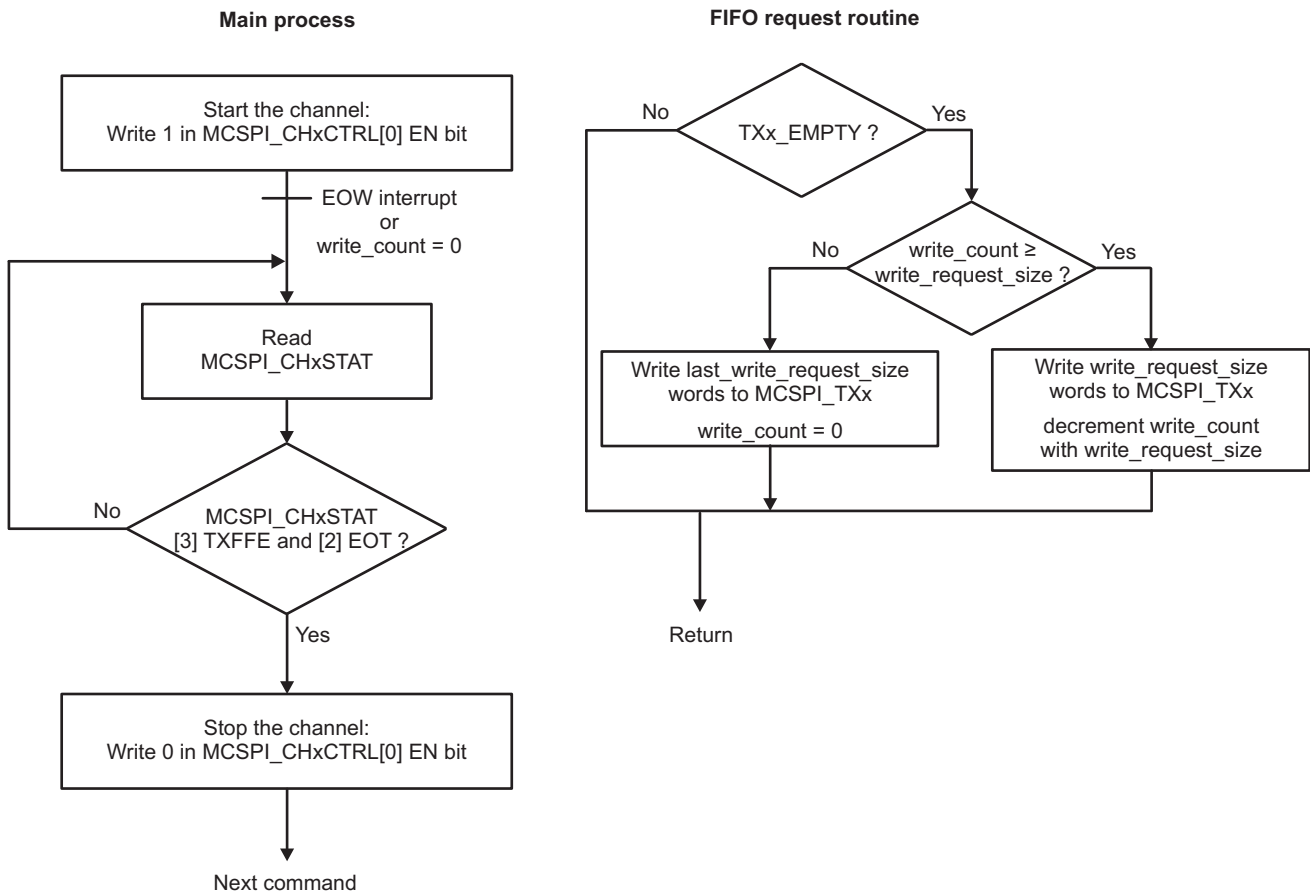 Main process
Start the channel:
Write 1 in MCSPI_CHxCTRL[0] EN bit
EOW interrupt
or
write_count = 0
Read
MCSPI_CHxSTAT
No
MCSPI_CHxSTAT
[3] TXFFE and [2] EOT ?
Yes
Stop the channel:
Write 0 in MCSPI_CHxCTRL[0] EN bit
Next command
FIFO request routine
No
TXx_EMPTY ?
Yes
No
write_count ≥
write_request_size ?
Yes
Write last_write_request_size
words to MCSPI_TXx
write_count = 0
Write write_request_size
words to MCSPI_TXx
decrement write_count
with write_request_size
Return